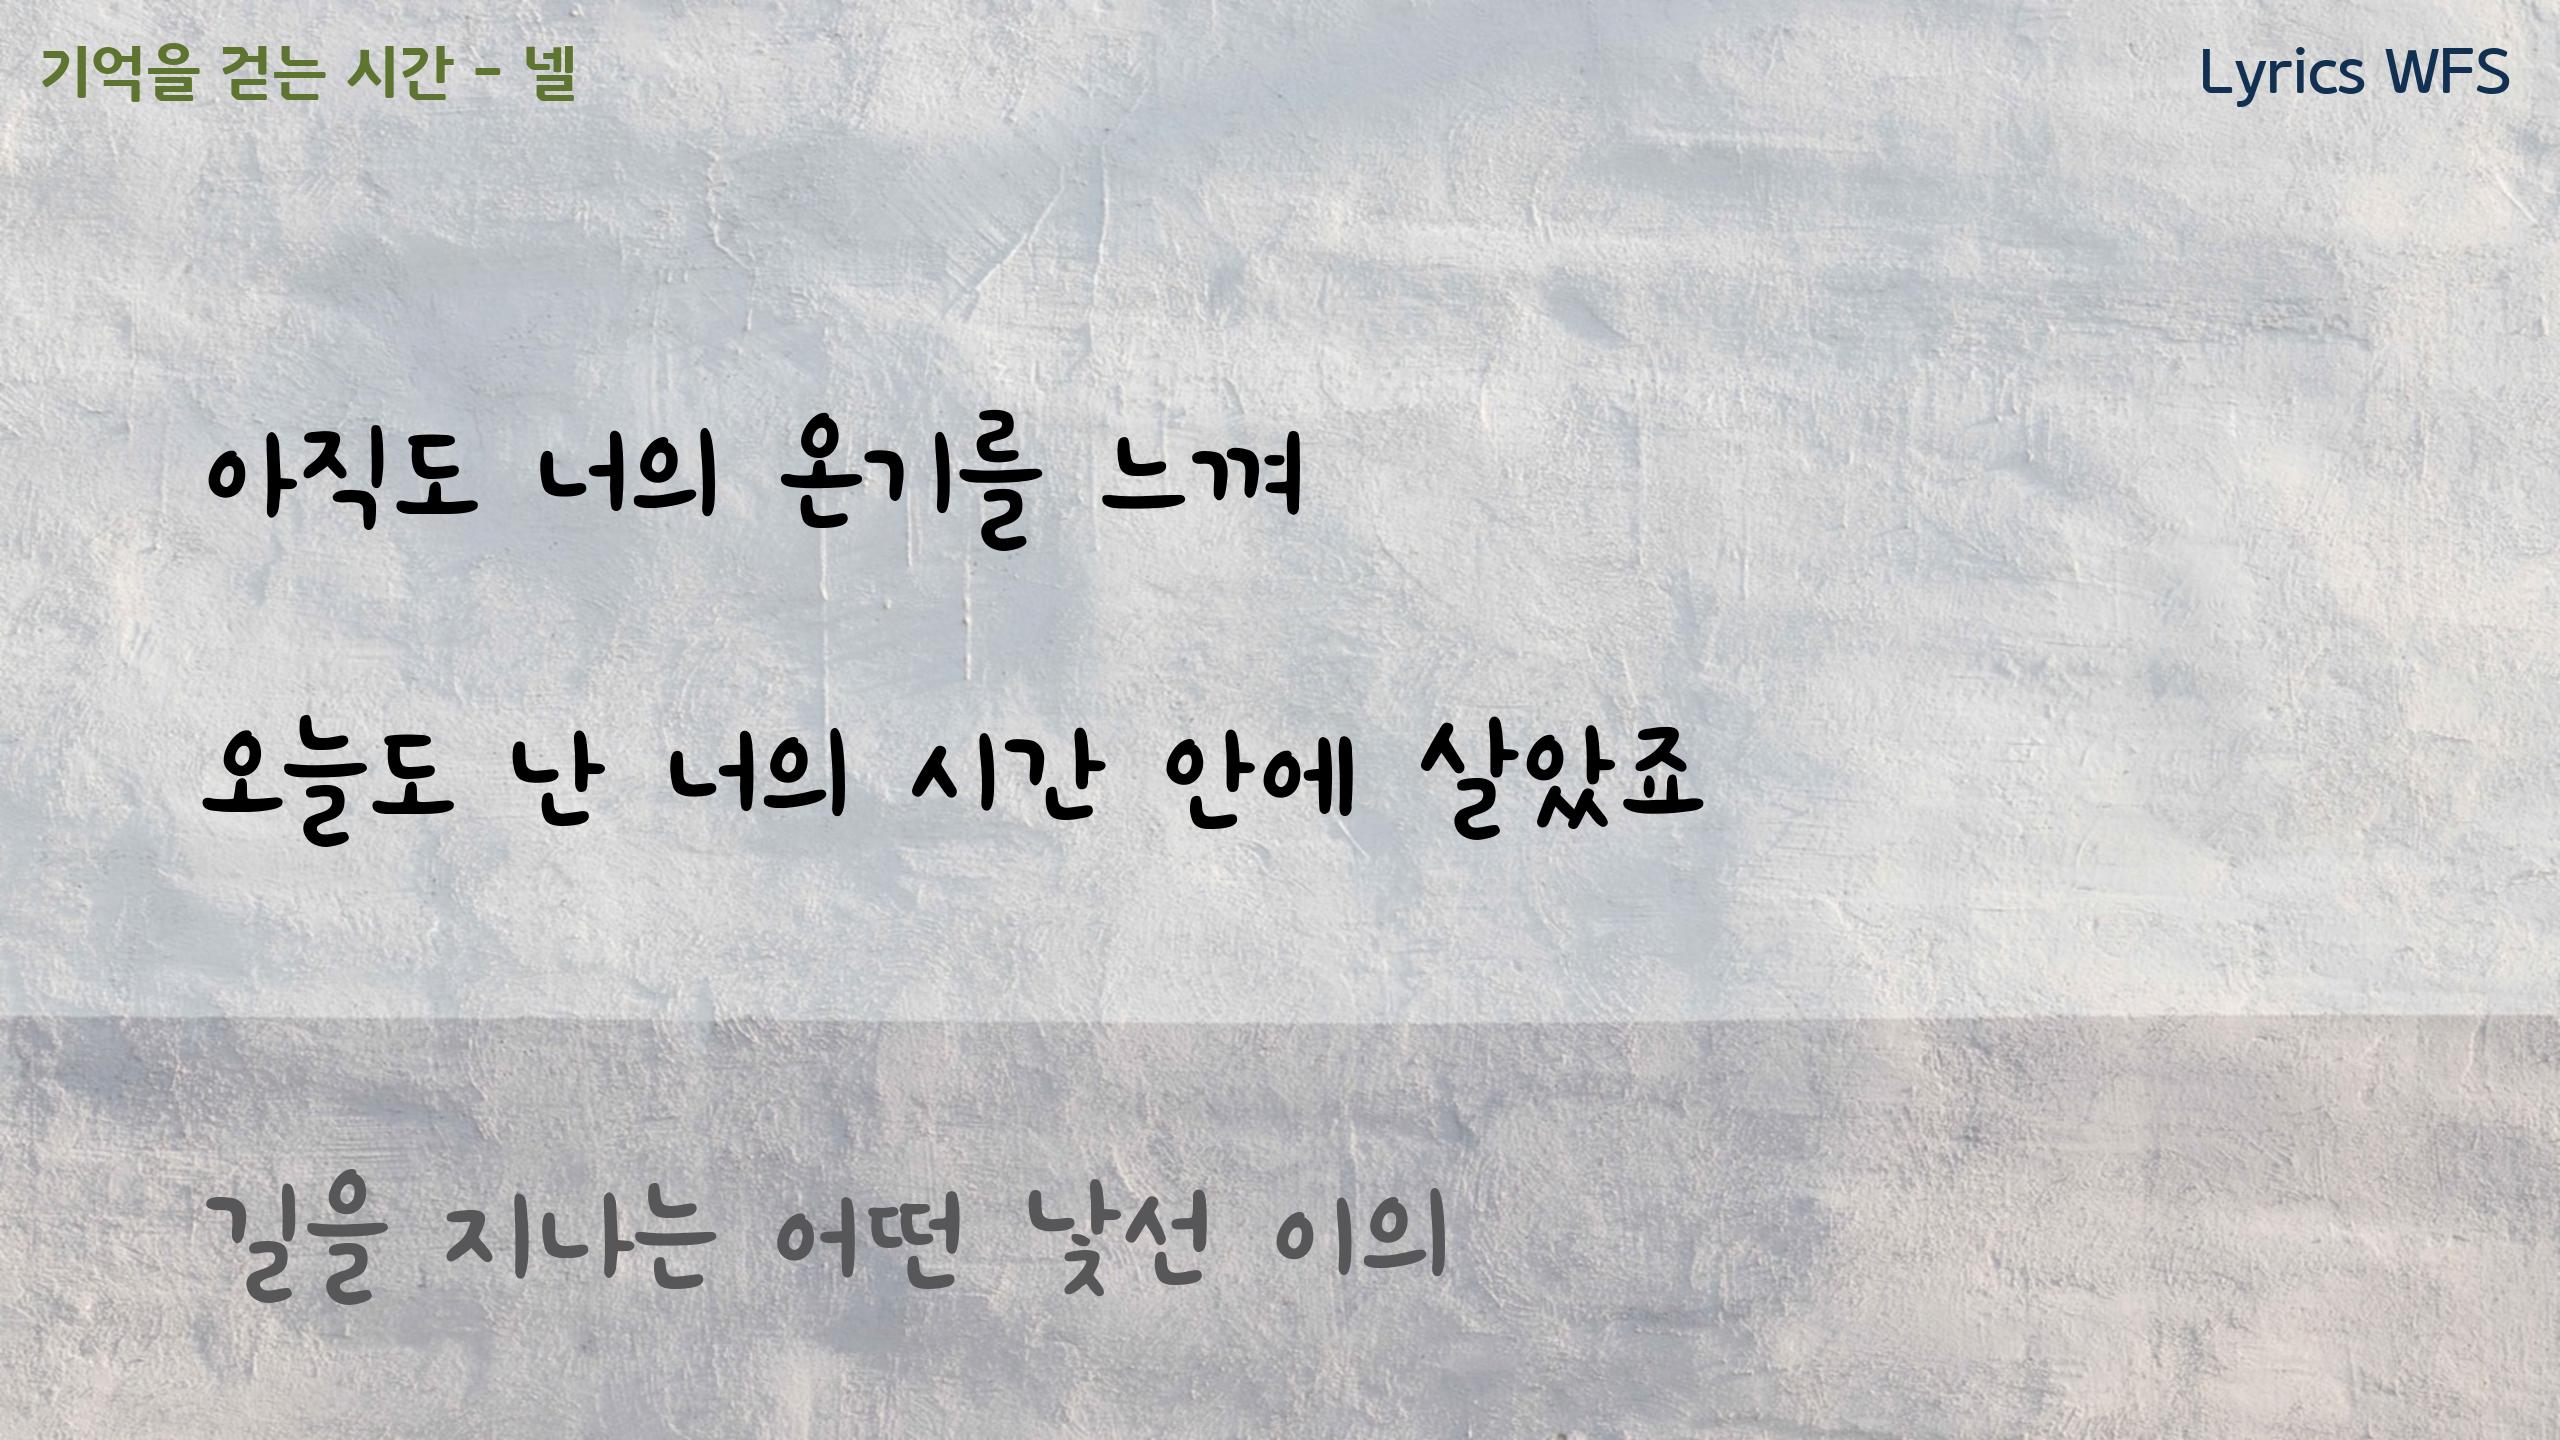 기억을 걷는 시간 - 넬
Lyrics WFS
아직도 너의 온기를 느껴
오늘도 난 너의 시간 안에 살았죠
길을 지나는 어떤 낯선 이의